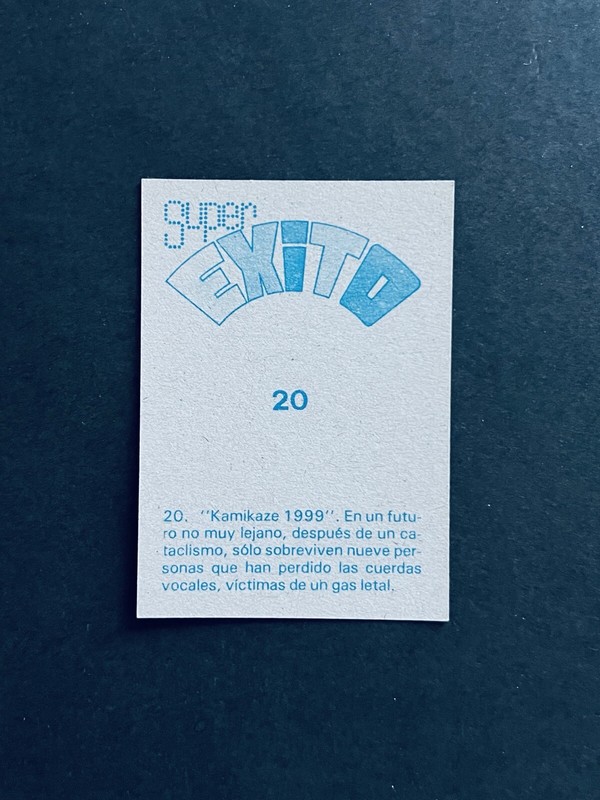 super
EXiTO
20
20. ''Kamikaze 1999''. En un futu-
ro no muy lejano, después de un ca-
taclismo, sólo sobreviven nueve per-
sonas que han perdido las cuerdas
vocales, víctimas de uh gas letal.